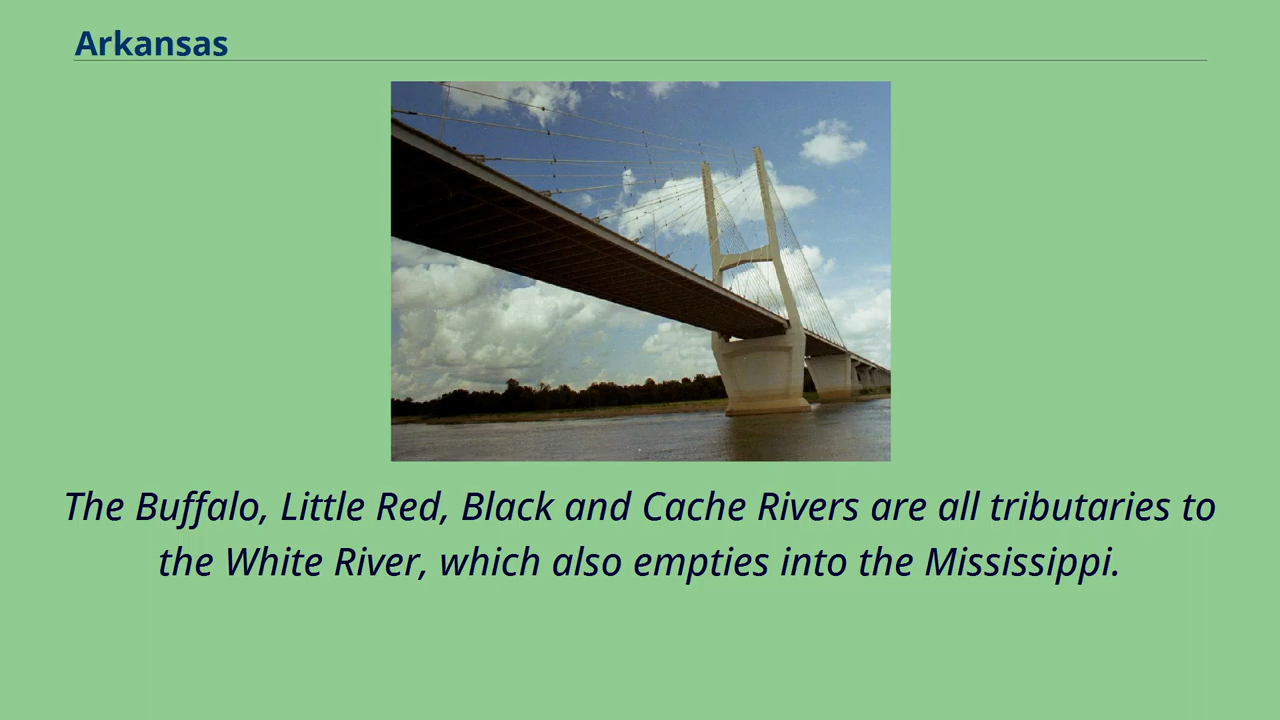 Arkansas
The Buffalo, Little Red, Black and Cache Rivers are all tributaries to
the White River, which also empties into the Mississippi.